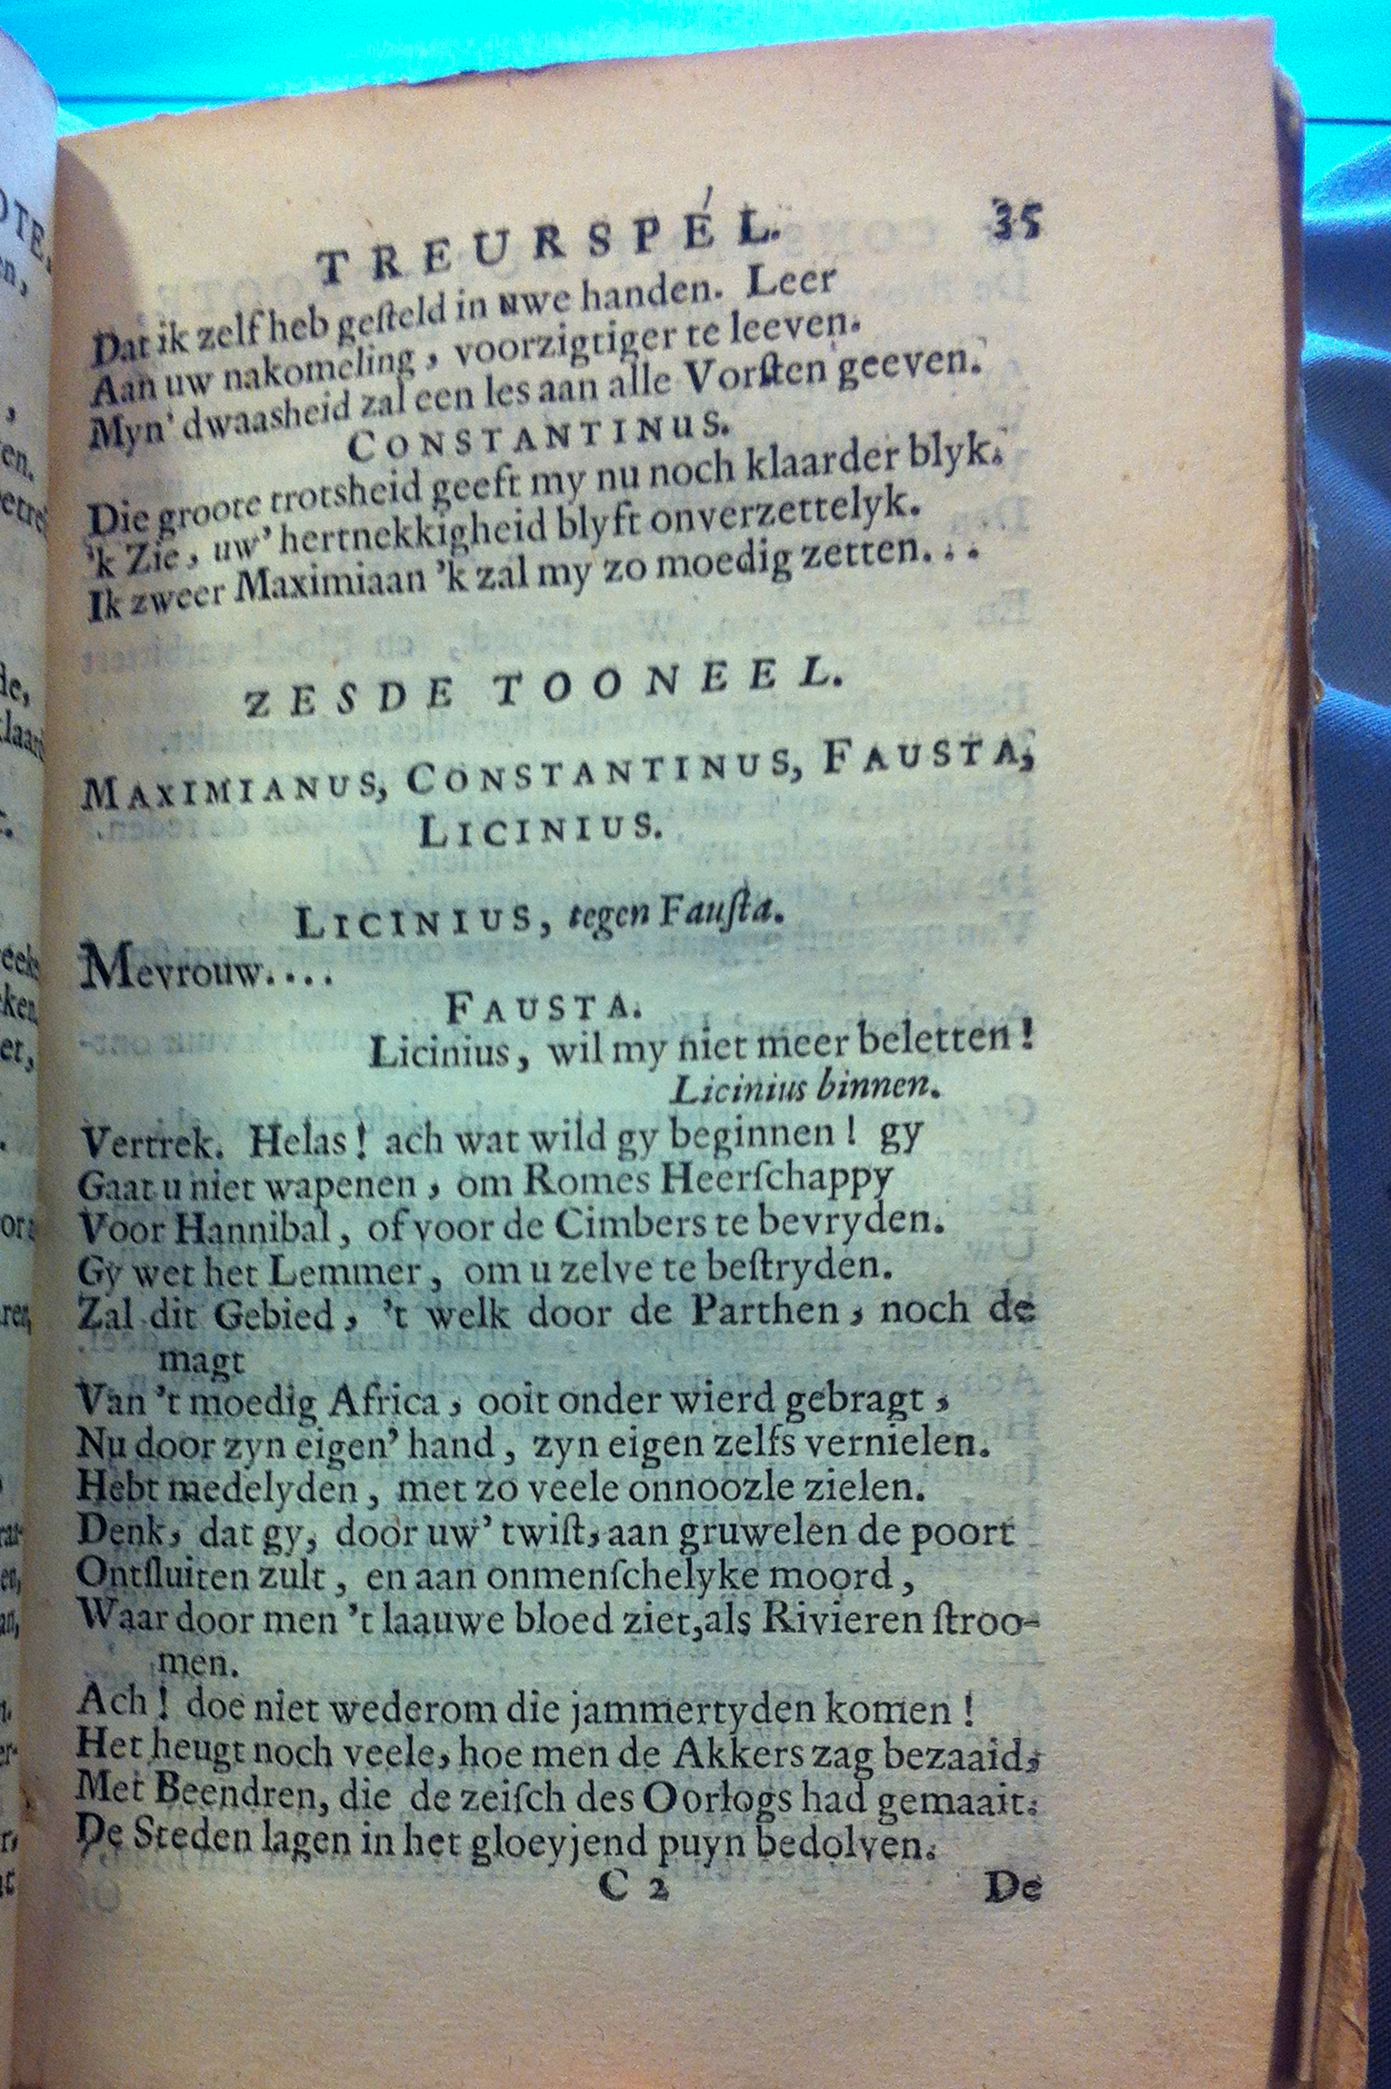 TREURSPÉL. 35
Dat ik zelf heb geſteld in uwe handen. Leer
Aan uw nakomeling, voorzigtiger te leeven.
Myn' dwaasheid zal een les aan alle Vorſten geeven.
CONSTANTINUS.
Die groote trotsheid geeft my nu noch klaarder blyk.
'k Zie, uw' hertnekkigheid blyft onverzettelyk.
Ik zweer Maximiaan 'k zal my zo moedig zetten...
ZESDE TOONEEL.
MAXIMIANUS, CONSTANTINUS, FAUSTA,
LICINIUS.
LICINIUS, tegen Fauſta.
Mevrouw....
FAUSTA.
Licinius, wil my niet meer beletten!
Licinius binnen.
Vertrek. Helas! ach wat wild gy beginnen! gy
Gaat u niet wapenen, om Romes Heerſchappy
Voor Hannibal, of voor de Cimbers te bevryden.
Gy wet het Lemmer, om u zelve te beſtryden.
Zal dit Gebied, 't welk door de Parthen, noch de
magt
Van 't moedig Africa, ooit onder wierd gebragt,
Nu door zyn eigen' hand, zyn eigen zelfs vernielen.
Hebt medelyden, met zo veele onnoozle zielen.
Denk, dat gy, door uw' twiſt, aan gruwelen de poort
Ontſluiten zult, en aan onmenſchelyke moord,
Waar door men 't laauwe bloed ziet, als Rivieren ſtroo-
men.
Ach! doe niet wederom die jammertyden komen!
Het heugt noch veele, hoe men de Akkers zag bezaaid,
Met Beendren, die de zeiſch des Oorlogs had gemaait.
De Steden lagen in het gloeyjend puyn bedolven.
C 2 De